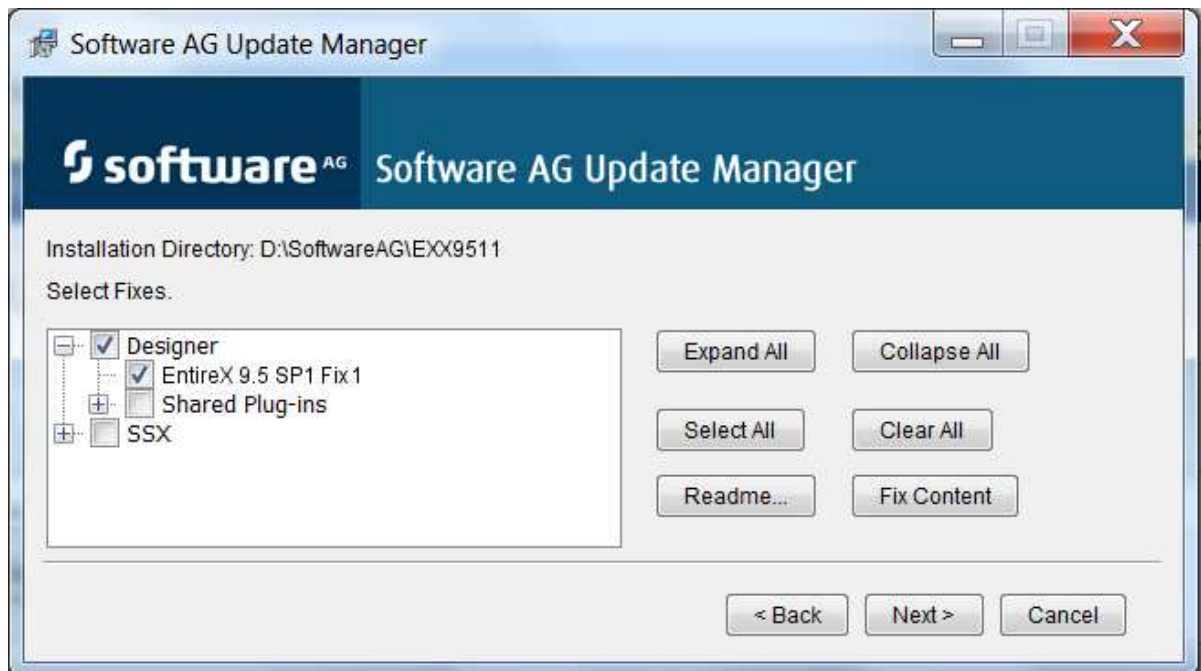 Software AG Update Manager
software AG Software AG Update Manager
Installation Directory: D:\SoftwareAG\EXX9511
Select Fixes.
Designer
EntireX 9.5 SP1 Fix1
Shared Plug-ins
SSX
Expand All
Collapse All
Select All
Clear All
Readme...
Fix Content
< Back
Next >
Cancel